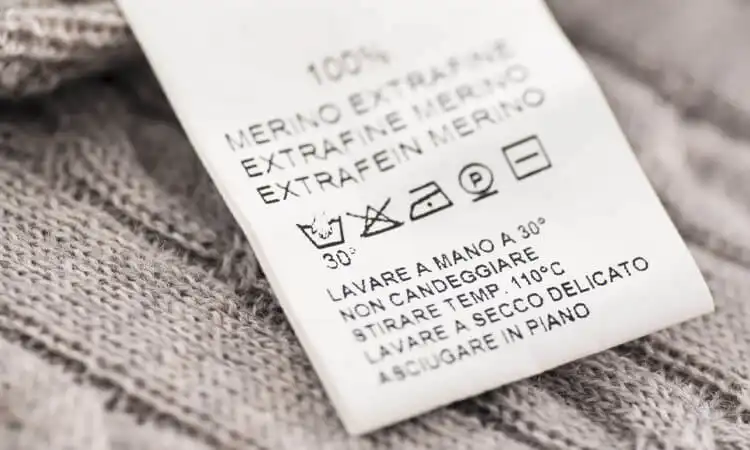 100%
MERINO EXTRAFINE
EXTRAFINE MERINO
EXTRAFEIN MERINO
P
30°
LAVARE A MANO A 30°
NON CANDEGGIARE
STIRARE TEMP. 110°C
LAVARE A SECCO DELICATO
ASCIUGARE IN PIANO